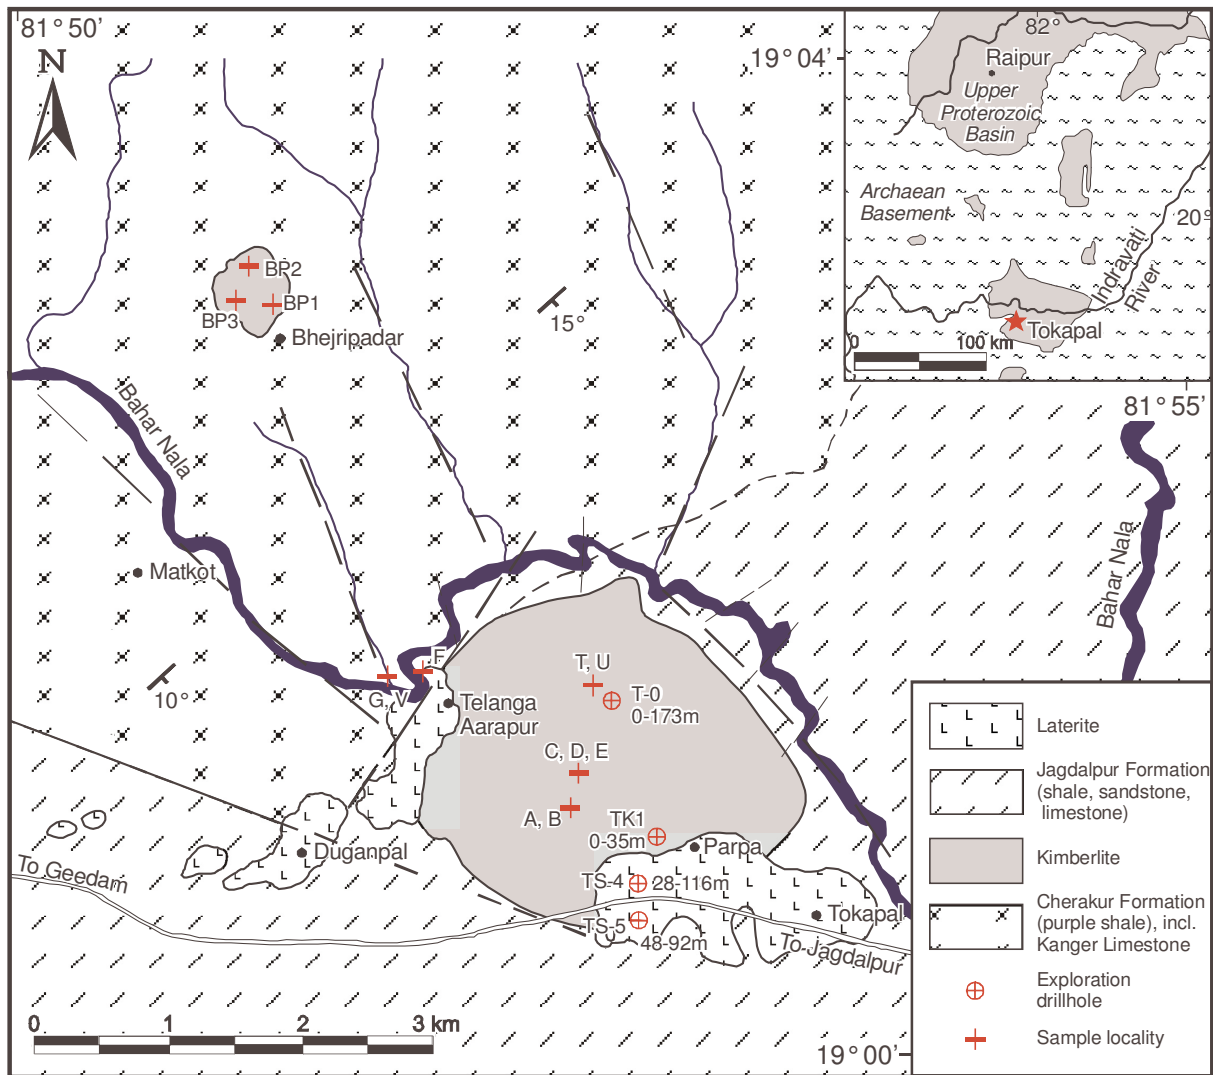 81°50'
N
19°04'
82°
Raipur
Upper
Proterozoic
Basin
Archaean
Basement
20°
Indravati
River
Tokapal
0 100 km
81°55'
BP2
BP1
BP3
Bhejripadar
15°
Bahar Nala
Bahar Nala
Matkot
10°
F
G, V
Telanga
Aarapur
T, U
T-0
0-173m
C, D, E
A, B
TK1
0-35m
Parpa
Duganpal
TS-4
28-116m
TS-5
48-92m
Tokapal
To Geedam
To Jagdalpur
Laterite
Jagdalpur Formation
(shale, sandstone,
limestone)
Kimberlite
Cherakur Formation
(purple shale), incl.
Kanger Limestone
Exploration
drillhole
Sample locality
0 1 2 3 km
19°00'